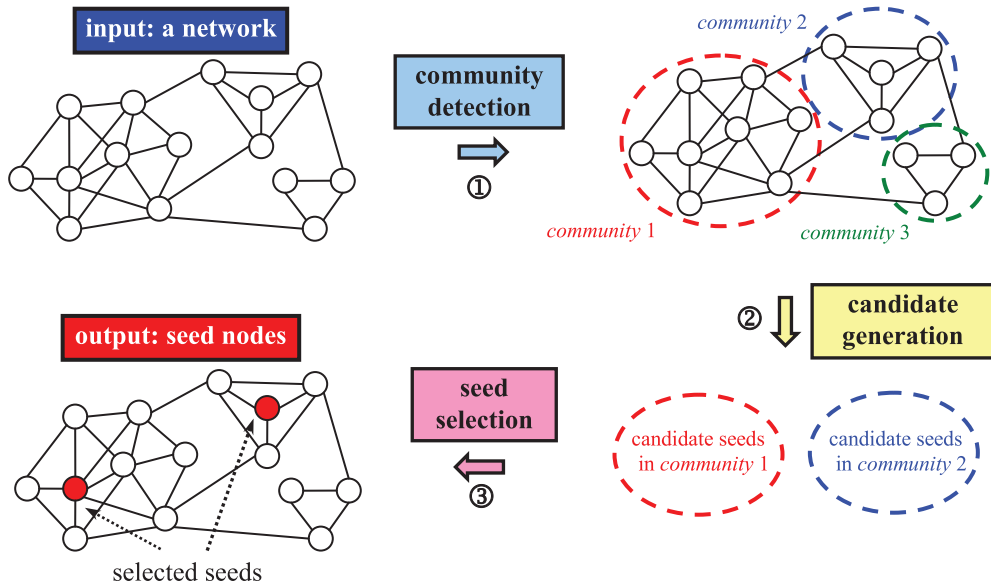 input: a network
community
detection
①
community 2
community 1
community 3
②
candidate
generation
candidate seeds
in community 1
candidate seeds
in community 2
seed
selection
③
output: seed nodes
selected seeds